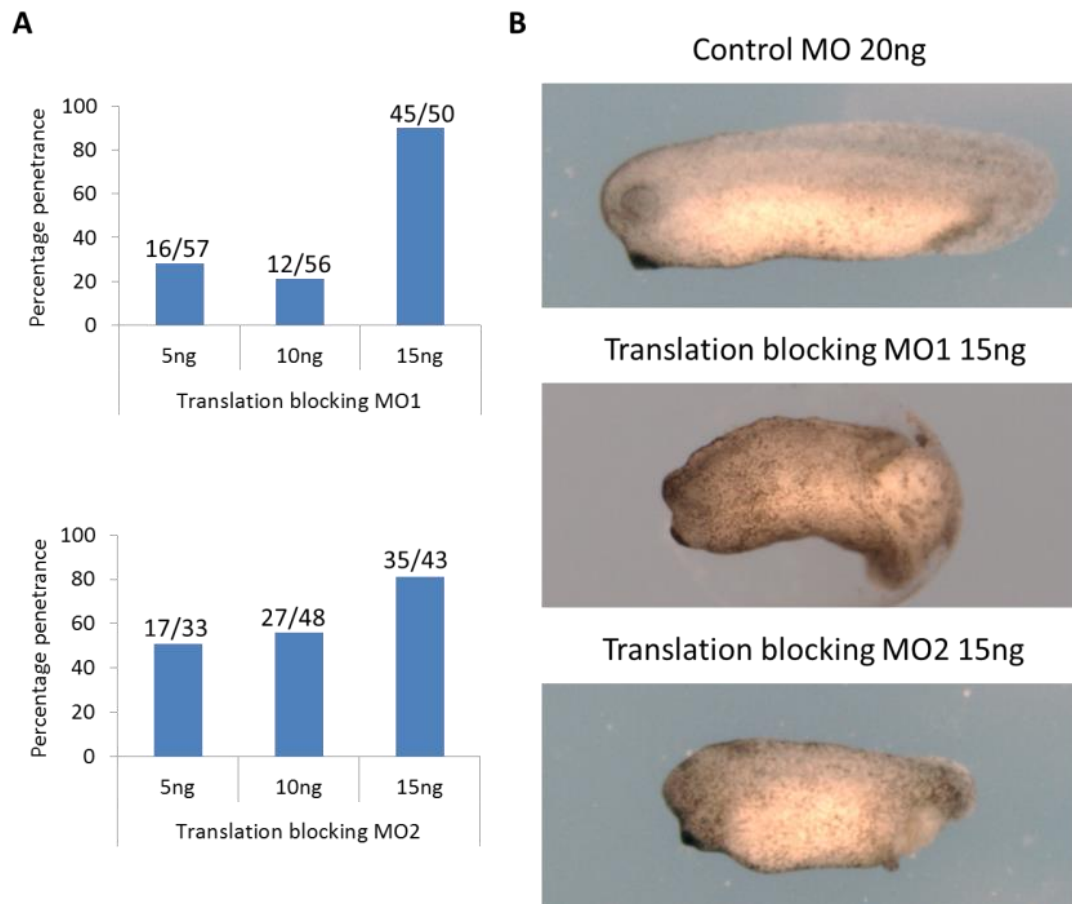 A
Percentage penetrance
100
80
60
40
20
0
16/57
12/56
45/50
5ng
10ng
15ng
Translation blocking MO1
Percentage penetrance
100
80
60
40
20
0
17/33
27/48
35/43
5ng
10ng
15ng
Translation blocking MO2
B
Control MO 20ng
Translation blocking MO1 15ng
Translation blocking MO2 15ng